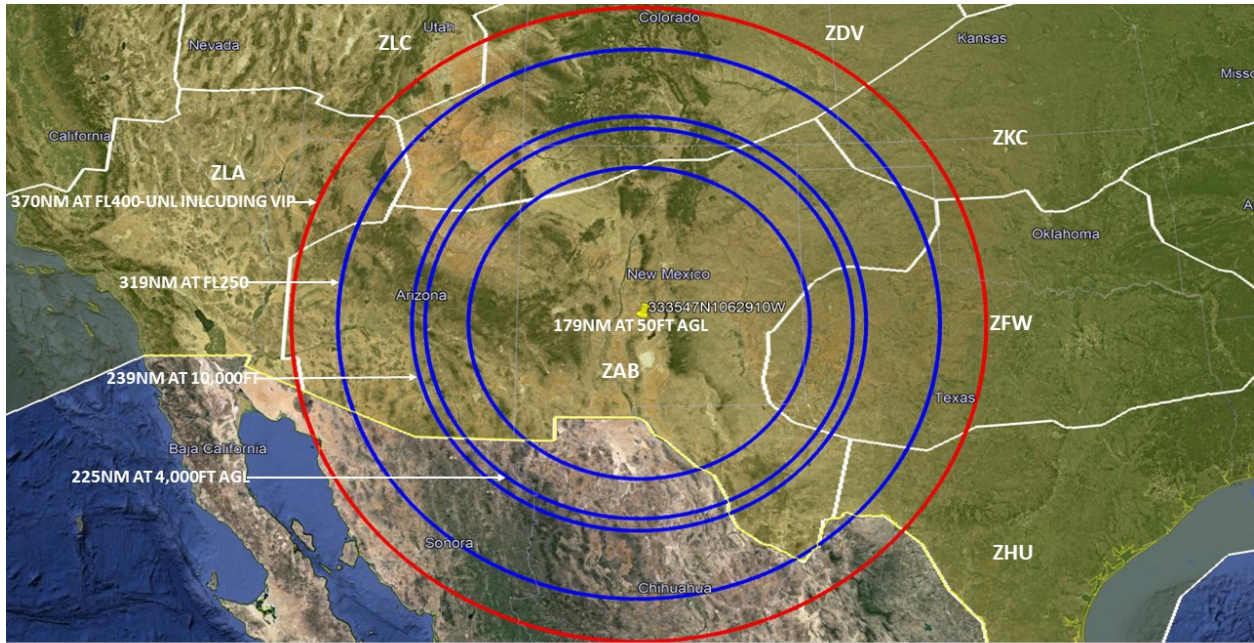 Colorado
Utah
ZDV
Kansas
ZLC
Nevada
Misso
California
ZKC
ZLA
370NM AT FL400-UNL INLCUDING VIP
A
Oklahoma
319NM AT FL250
New Mexico
Arizona
333547N1062910W
179NM AT 50FT AGL
ZFW
ZAB
239NM AT 10,000FT
Texas
Baja California
225NM AT 4,000FT AGL
Sonora
ZHU
Chihuahua